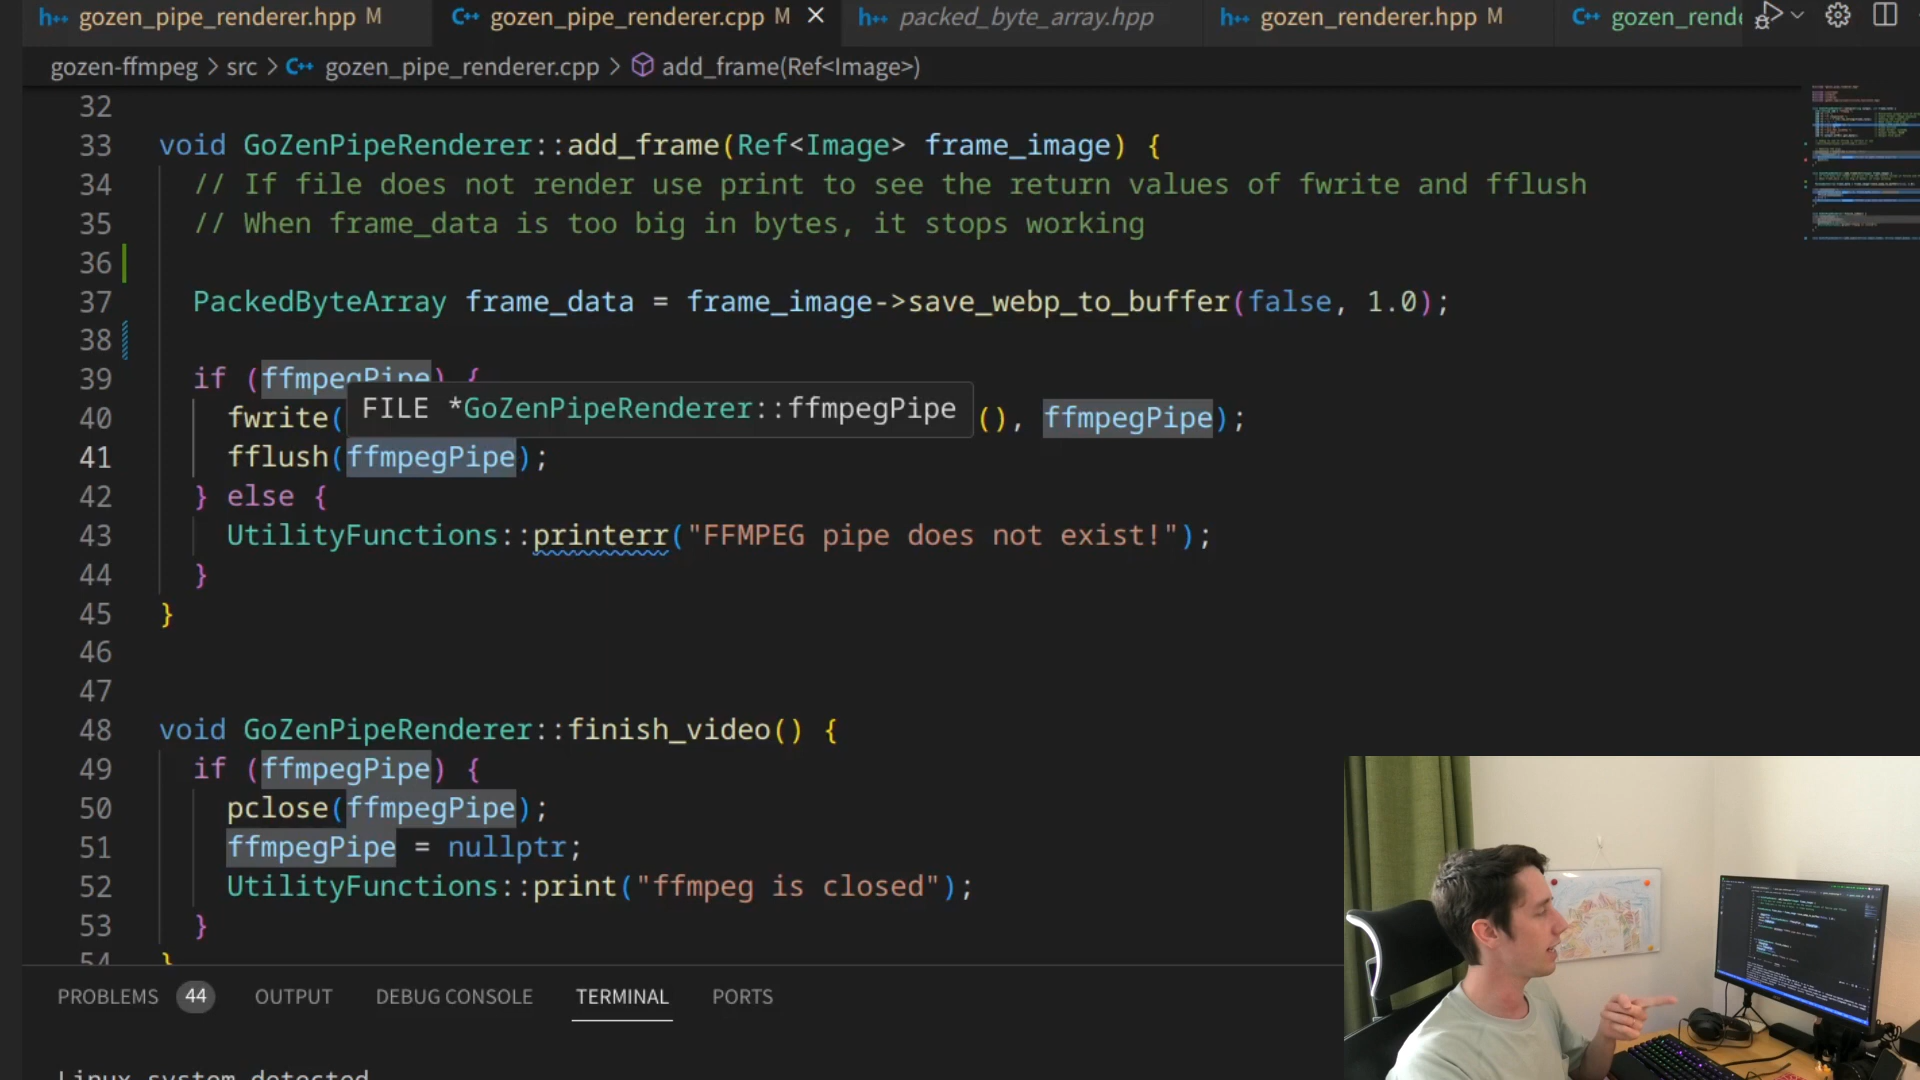 gozen_pipe_renderer.hpp M
gozen_pipe_renderer.cpp M
packed_byte_array.hpp
gozen_renderer.hpp M
gozen_rende
gozen-ffmpeg > src > gozen_pipe_renderer.cpp > add_frame(Ref<Image>)
32
33 void GoZenPipeRenderer::add_frame(Ref<Image> frame_image) {
34 // If file does not render use print to see the return values of fwrite and fflush
35 // When frame_data is too big in bytes, it stops working
36
37 PackedByteArray frame_data = frame_image->save_webp_to_buffer(false, 1.0);
38
39 if (ffmpegPipe) {
FILE *GoZenPipeRenderer::ffmpegPipe
40 fwrite( (), ffmpegPipe);
41 fflush(ffmpegPipe);
42 } else {
43 UtilityFunctions::printerr("FFMPEG pipe does not exist!");
44 }
45 }
46
47
48 void GoZenPipeRenderer::finish_video() {
49 if (ffmpegPipe) {
50 pclose(ffmpegPipe);
51 ffmpegPipe = nullptr;
52 UtilityFunctions::print("ffmpeg is closed");
53 }
54 }
PROBLEMS 44 OUTPUT DEBUG CONSOLE TERMINAL PORTS
Linux system detected